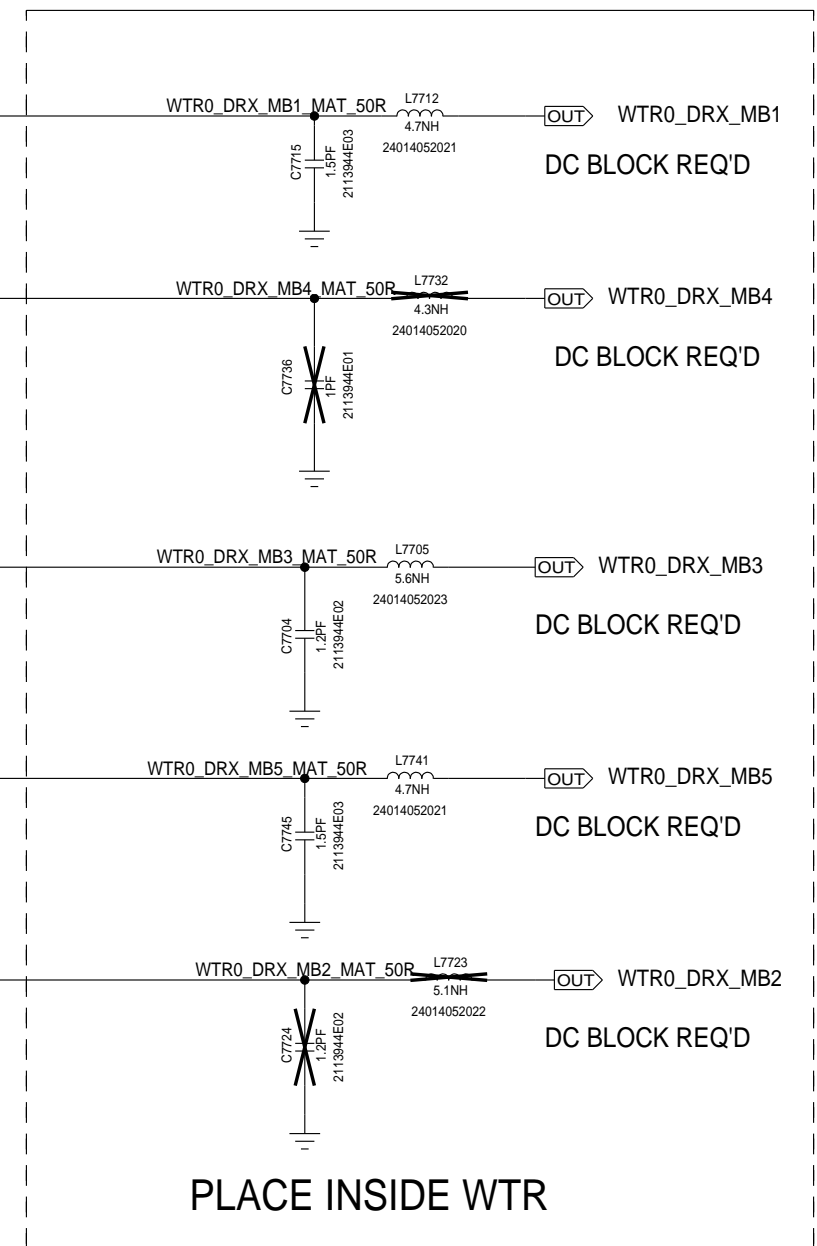 WTR0_DRX_MB1_MAT_50R
L7712
4.7NH
24014052021
OUT
WTR0_DRX_MB1
C7715
1.5PF
2113944E03
DC BLOCK REQ'D
WTR0_DRX_MB4_MAT_50R
L7732
4.3NH
24014052020
OUT
WTR0_DRX_MB4
C7736
1PF
2113944E01
DC BLOCK REQ'D
WTR0_DRX_MB3_MAT_50R
L7705
5.6NH
24014052023
OUT
WTR0_DRX_MB3
C7704
1.2PF
2113944E02
DC BLOCK REQ'D
WTR0_DRX_MB5_MAT_50R
L7741
4.7NH
24014052021
OUT
WTR0_DRX_MB5
C7745
1.5PF
2113944E03
DC BLOCK REQ'D
WTR0_DRX_MB2_MAT_50R
L7723
5.1NH
24014052022
OUT
WTR0_DRX_MB2
C7724
1.2PF
2113944E02
DC BLOCK REQ'D
PLACE INSIDE WTR